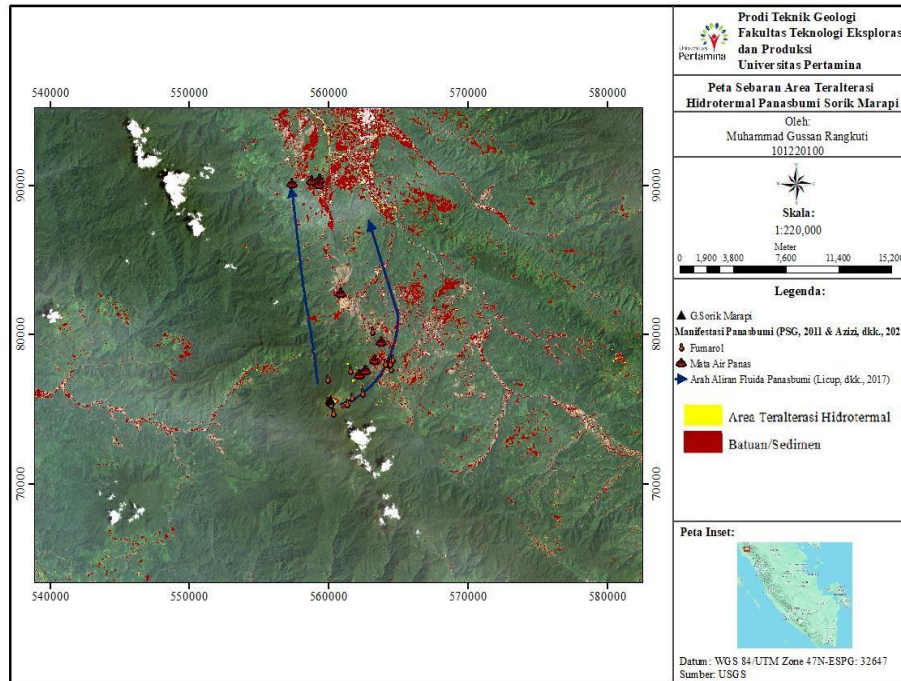 Prodi Teknik Geologi
Fakultas Teknologi Eksploras
dan Produksi
Universitas Pertamina
Universitas
Pertamina
Peta Sebaran Area Teralterasi
Hidrotermal Panasbumi Sorik Marapi
Oleh:
Muhammad Gussan Rangkuti
101220100
Skala:
1:220,000
Meter
0 1,900 3,800 7,600 11,400 15,200
Legenda:
G.Sorik Marapi
Manifestasi Panasbumi (PSG, 2011 & Azizi, dkk., 202
Fumarol
Mata Air Panas
Arah Aliran Fluida Panasbumi (Licup, dkk., 2017)
Area Teralterasi Hidrotermal
Batuan/Sedimen
Peta Inset:
Datum : WGS 84/UTM Zone 47N-ESPG: 32647
Sumber: USGS
540000 550000 560000 570000 580000
90000 90000
80000 80000
70000 70000
540000 550000 560000 570000 580000